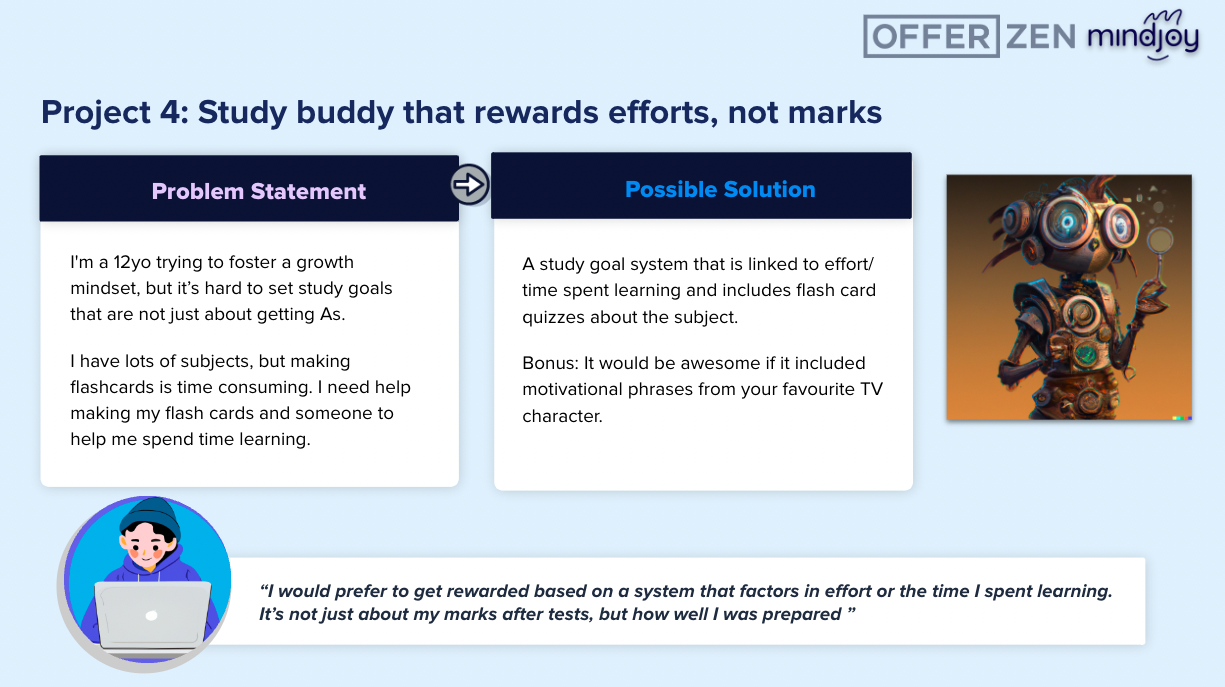 OFFERZEN mindjoy
Project 4: Study buddy that rewards efforts, not marks
Problem Statement
I'm a 12yo trying to foster a growth
mindset, but it’s hard to set study goals
that are not just about getting As.
I have lots of subjects, but making
flashcards is time consuming. I need help
making my flash cards and someone to
help me spend time learning.
Possible Solution
A study goal system that is linked to effort/
time spent learning and includes flash card
quizzes about the subject.
Bonus: It would be awesome if it included
motivational phrases from your favourite TV
character.
“I would prefer to get rewarded based on a system that factors in effort or the time I spent learning.
It’s not just about my marks after tests, but how well I was prepared ”